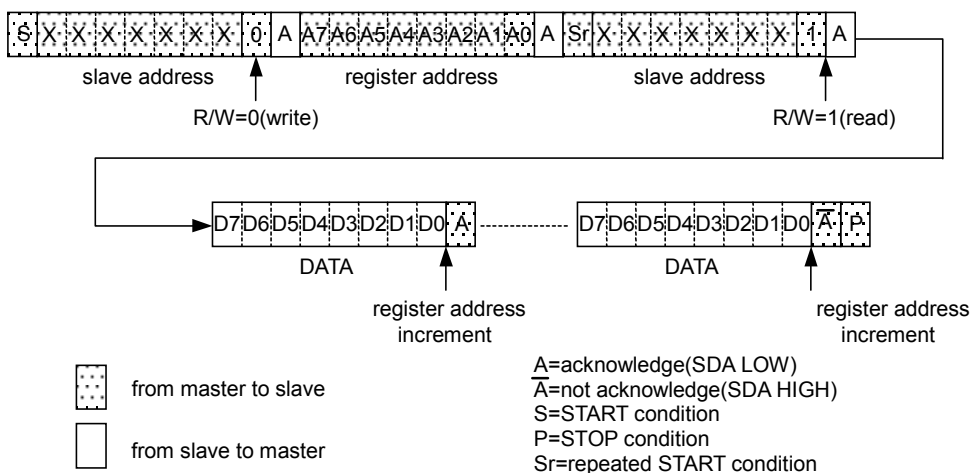 S X X X X X X X 0 A A7 A6 A5 A4 A3 A2 A1 A0 A Sr X X X X X X X 1 A
slave address register address slave address
R/W=0(write) R/W=1(read)
D7 D6 D5 D4 D3 D2 D1 D0 A D7 D6 D5 D4 D3 D2 D1 D0 A̅ P
DATA DATA
register address register address
increment increment
from master to slave
from slave to master
A=acknowledge(SDA LOW)
A̅=not acknowledge(SDA HIGH)
S=START condition
P=STOP condition
Sr=repeated START condition